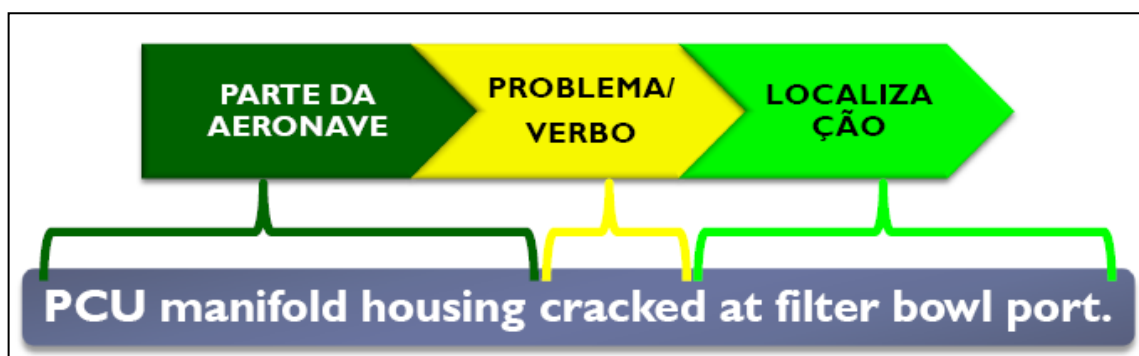 PARTE DA
AERONAVE
PROBLEMA/
VERBO
LOCALIZA
ÇÃO
PCU manifold housing cracked at filter bowl port.